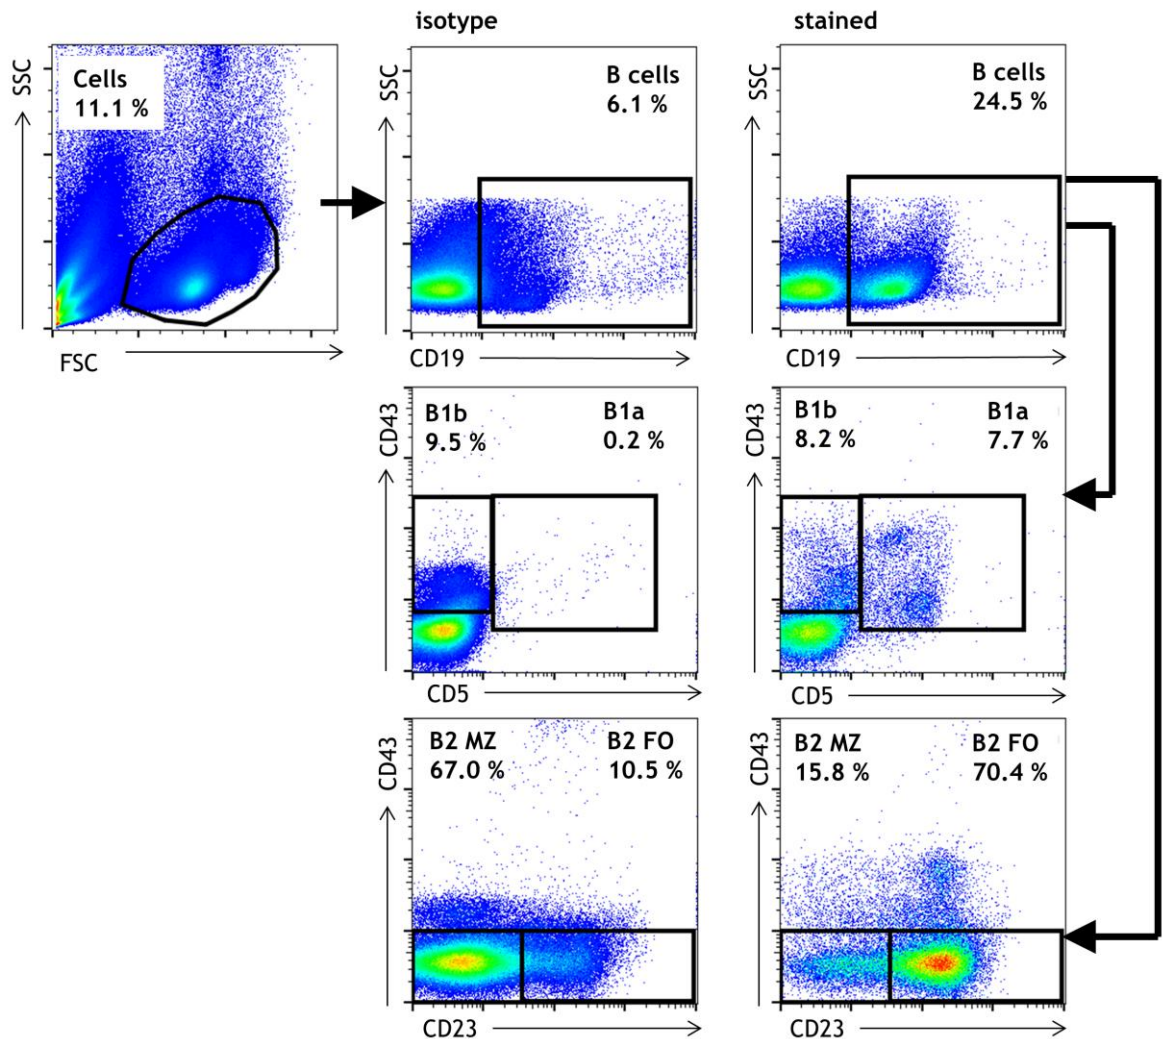 isotype
stained
SSC
Cells
11.1 %
FSC
SSC
B cells
6.1 %
CD19
SSC
B cells
24.5 %
CD19
CD43
B1b
9.5 %
B1a
0.2 %
CD5
CD43
B1b
8.2 %
B1a
7.7 %
CD5
CD43
B2 MZ
67.0 %
B2 FO
10.5 %
CD23
CD43
B2 MZ
15.8 %
B2 FO
70.4 %
CD23